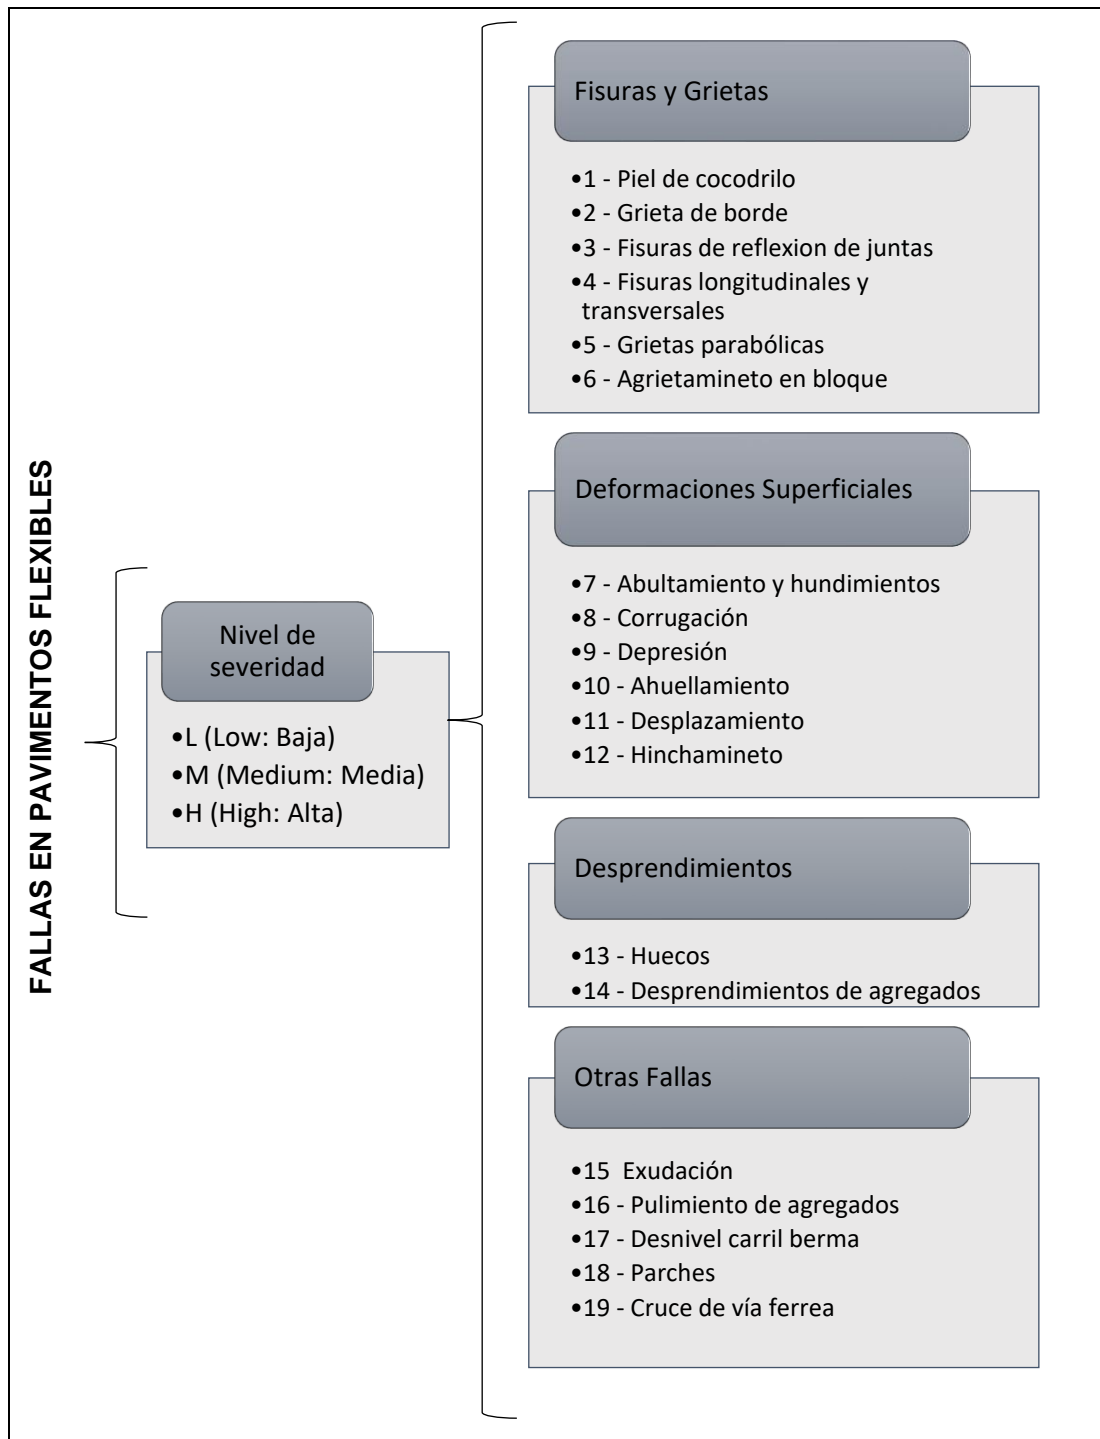 FALLAS EN PAVIMENTOS FLEXIBLES
Nivel de
severidad
•L (Low: Baja)
•M (Medium: Media)
•H (High: Alta)
Fisuras y Grietas
•1 - Piel de cocodrilo
•2 - Grieta de borde
•3 - Fisuras de reflexion de juntas
•4 - Fisuras longitudinales y
transversales
•5 - Grietas parabólicas
•6 - Agrietamineto en bloque
Deformaciones Superficiales
•7 - Abultamiento y hundimientos
•8 - Corrugación
•9 - Depresión
•10 - Ahuellamiento
•11 - Desplazamiento
•12 - Hinchamineto
Desprendimientos
•13 - Huecos
•14 - Desprendimientos de agregados
Otras Fallas
•15  Exudación
•16 - Pulimiento de agregados
•17 - Desnivel carril berma
•18 - Parches
•19 - Cruce de vía ferrea